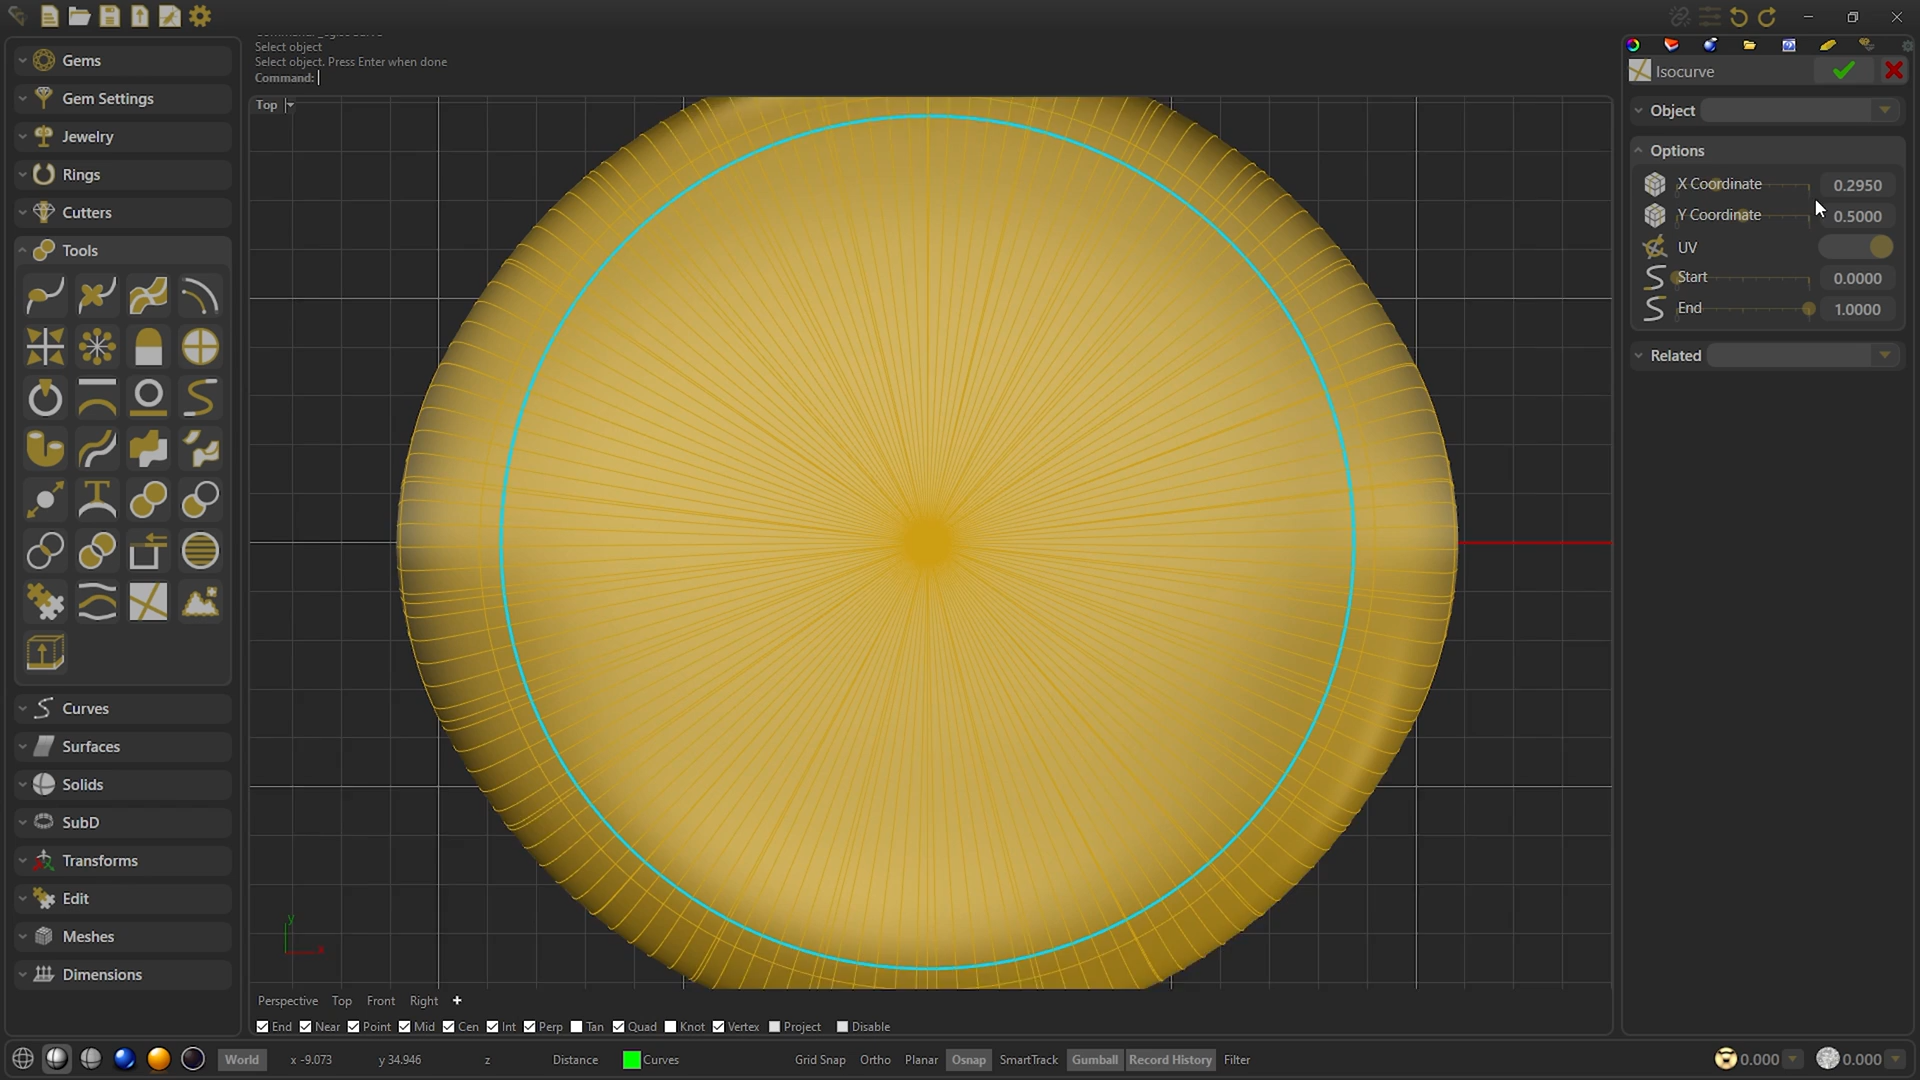 Select object
Select object. Press Enter when done
Command:
Top
Gems
Gem Settings
Jewelry
Rings
Cutters
Tools
Curves
Surfaces
Solids
SubD
Transforms
Edit
Meshes
Dimensions
y
x
Isocurve
Object
Options
X Coordinate 0.2950
Y Coordinate 0.5000
UV
Start 0.0000
End 1.0000
Related
Perspective Top Front Right +
End Near Point Mid Cen Int Perp Tan Quad Knot Vertex Project Disable
World x -9.073 y 34.946 z Distance Curves Grid Snap Ortho Planar Osnap SmartTrack Gumball Record History Filter 0.000 0.000